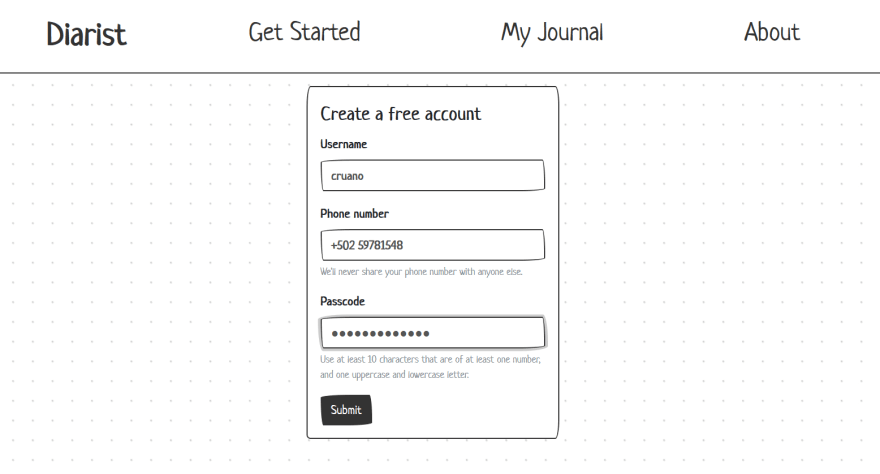 Diarist Get Started My Journal About
Create a free account
Username
cruano
Phone number
+502 59781548
We'll never share your phone number with anyone else.
Passcode
●●●●●●●●●●●●●
Use at least 10 characters that are of at least one number,
and one uppercase and lowercase letter.
Submit